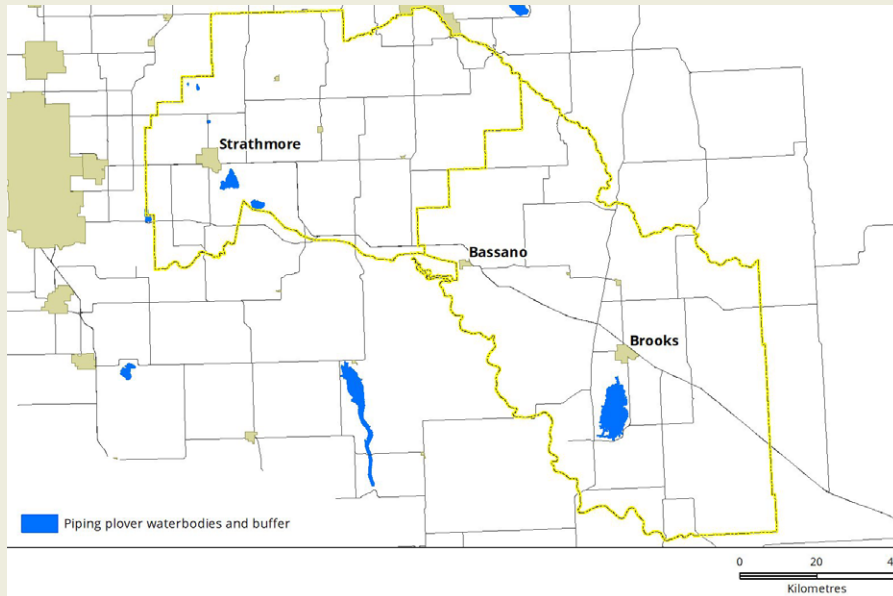 Strathmore
Bassano
Brooks
Piping plover waterbodies and buffer
0 20
Kilometres